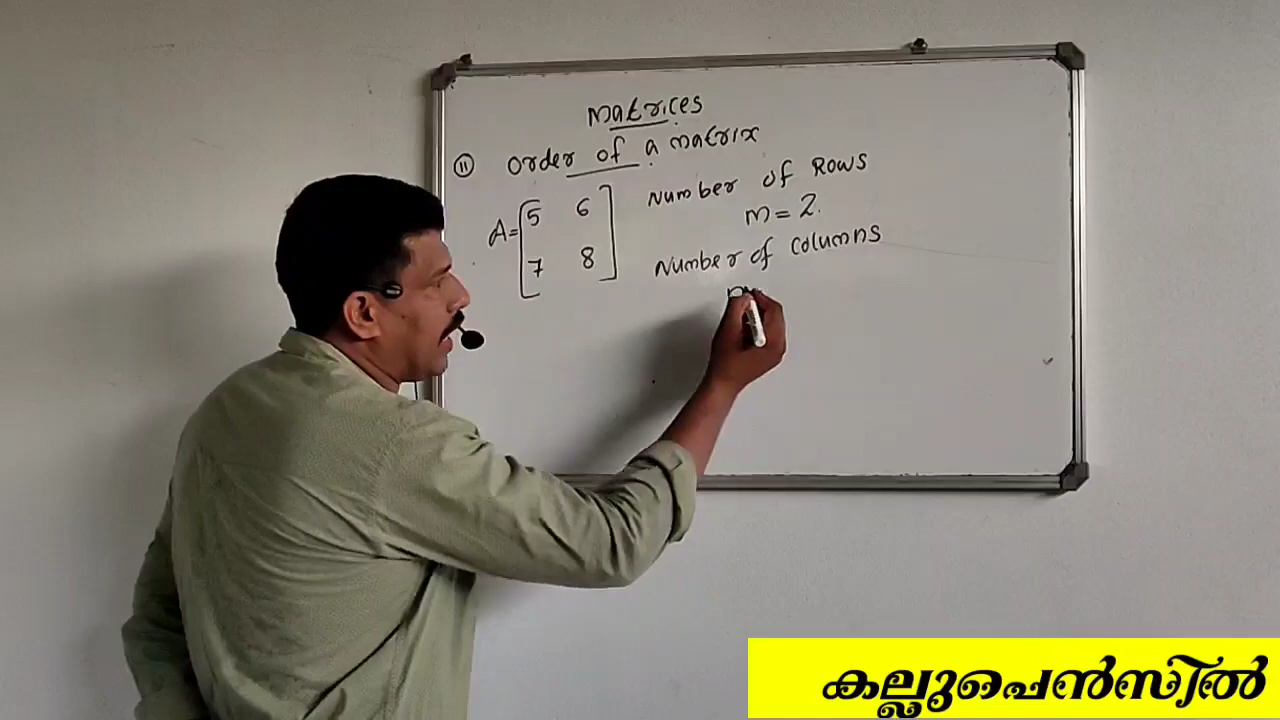 Matrices
11 Order of a matrix
A = [5 6
7 8]
Number of Rows
m = 2.
Number of Columns
n
കല്ലുപെൻസിൽ